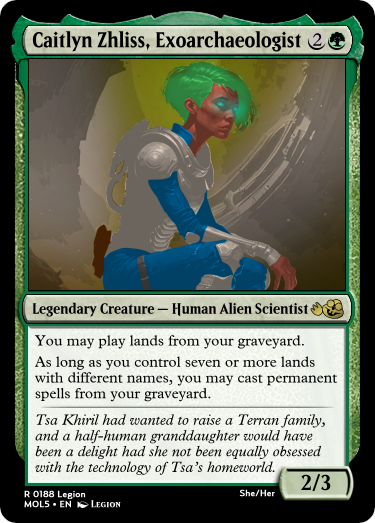 Caitlyn Zhliss, Exoarchaeologist 2
Legendary Creature — Human Alien Scientist
You may play lands from your graveyard.
As long as you control seven or more lands
with different names, you may cast permanent
spells from your graveyard.
Tsa Khiril had wanted to raise a Terran family,
and a half-human granddaughter would have
been a delight had she not been equally obsessed
with the technology of Tsa's homeworld.
2/3
R 0188 Legion She/Her
MOL5 • EN Legion